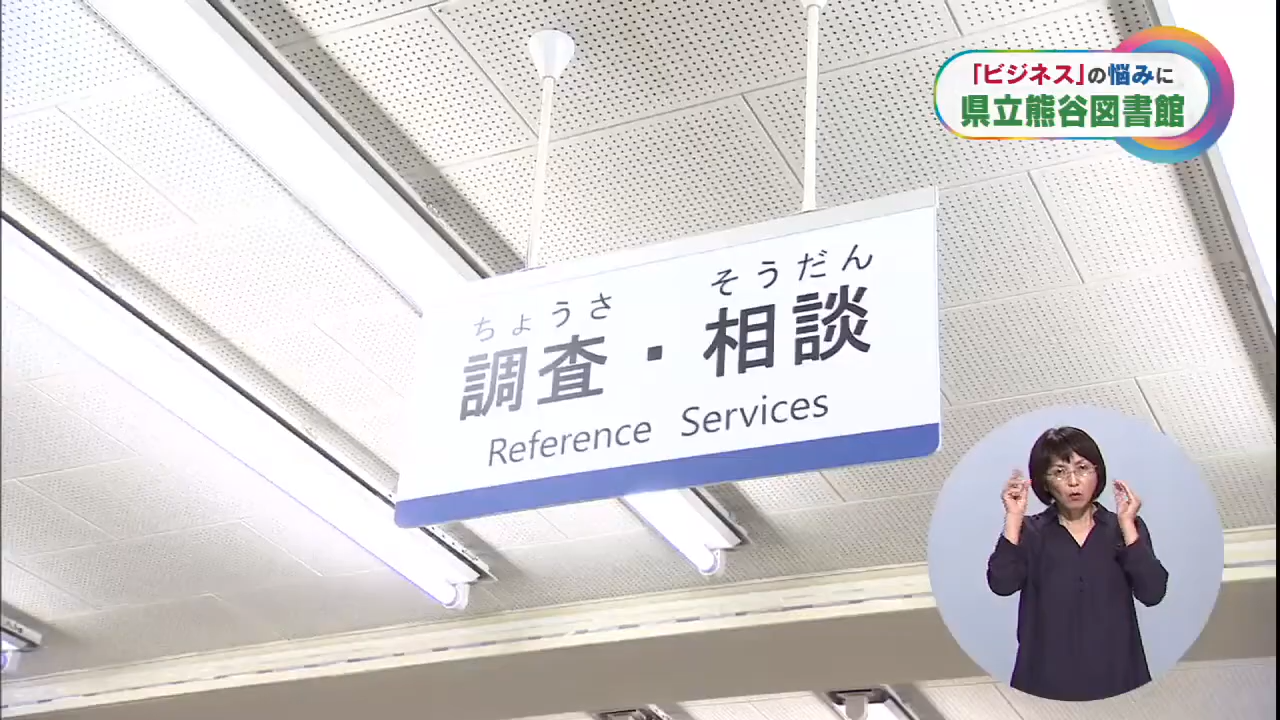 「ビジネス」の悩みに
県立熊谷図書館
ちょうさ そうだん
調査・相談
Reference Services